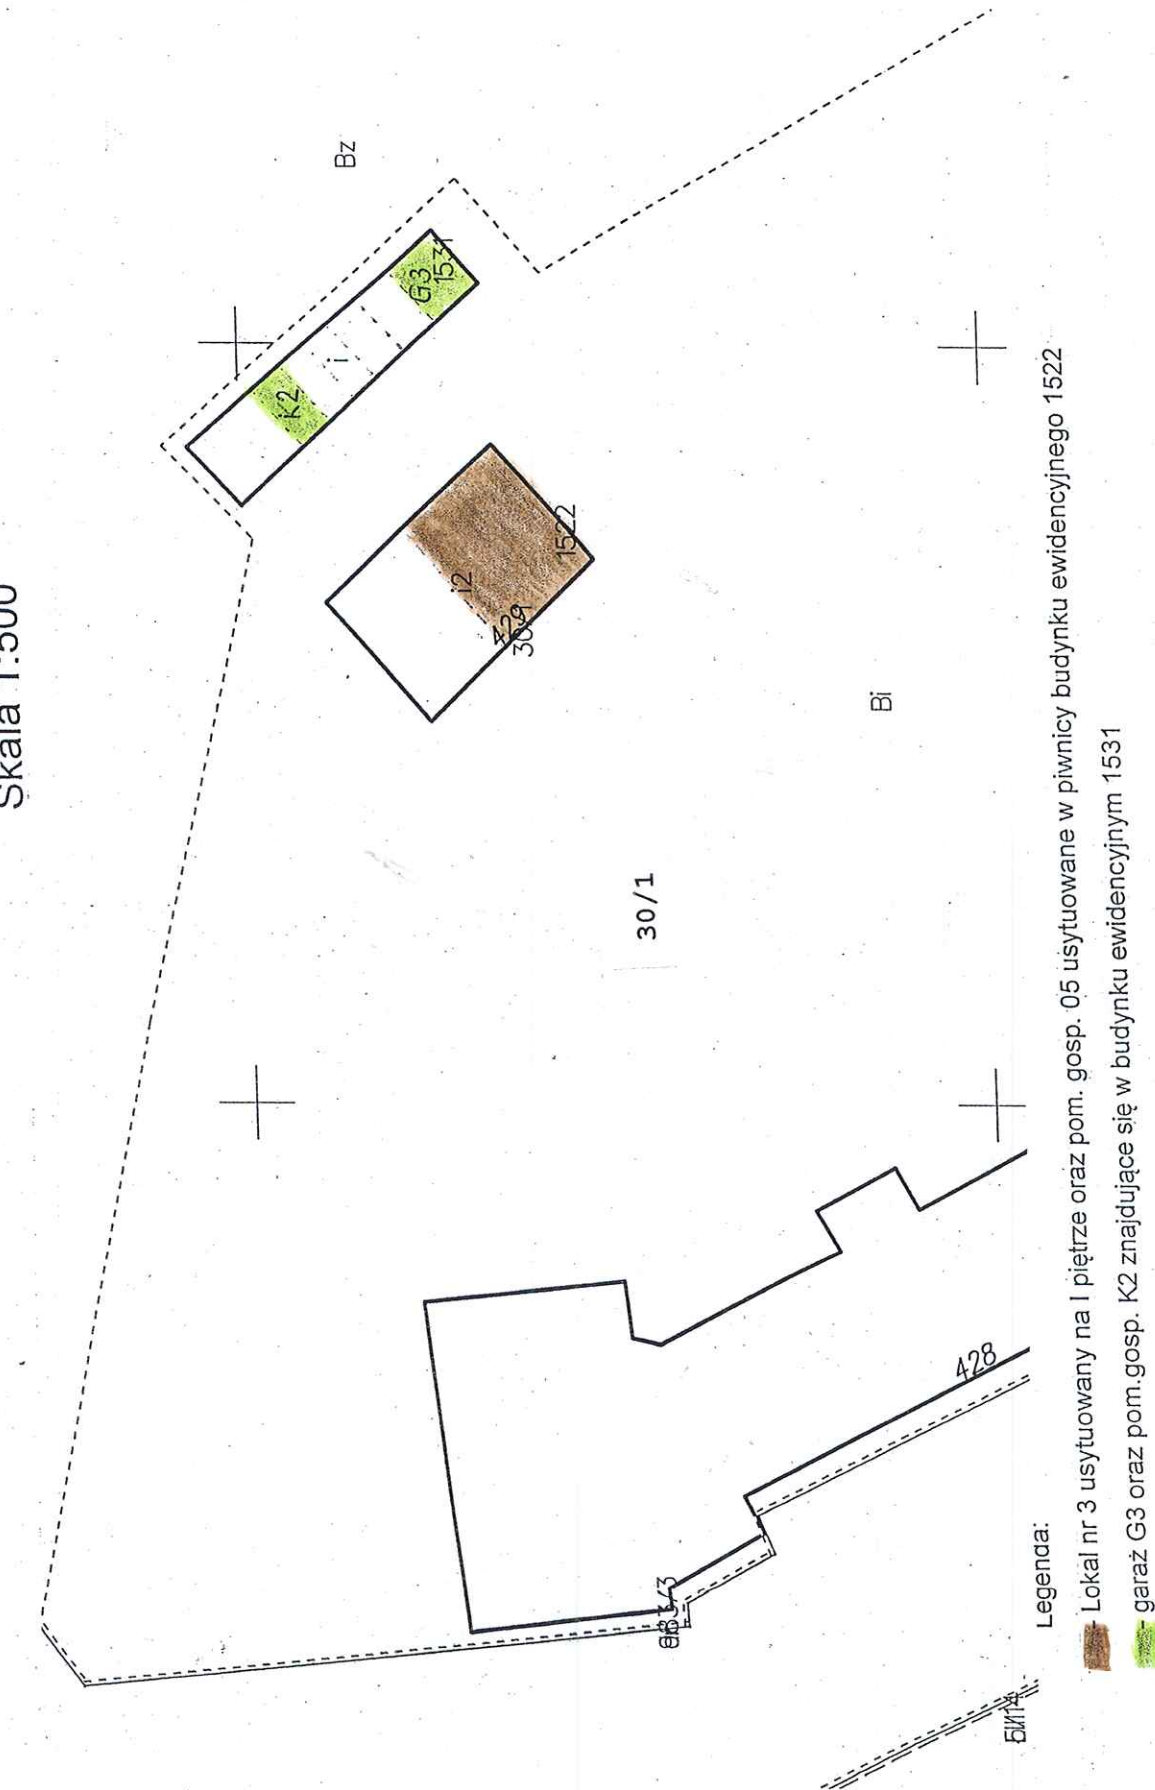 Skala 1:500
Bz
K2
i
G3
1531
i2
429
1522
Bi
30/1
428
Legenda:
- Lokal nr 3 usytuowany na I piętrze oraz pom. gosp. 05 usytuowane w piwnicy budynku ewidencyjnego 1522
- garaż G3 oraz pom.gosp. K2 znajdujące się w budynku ewidencyjnym 1531